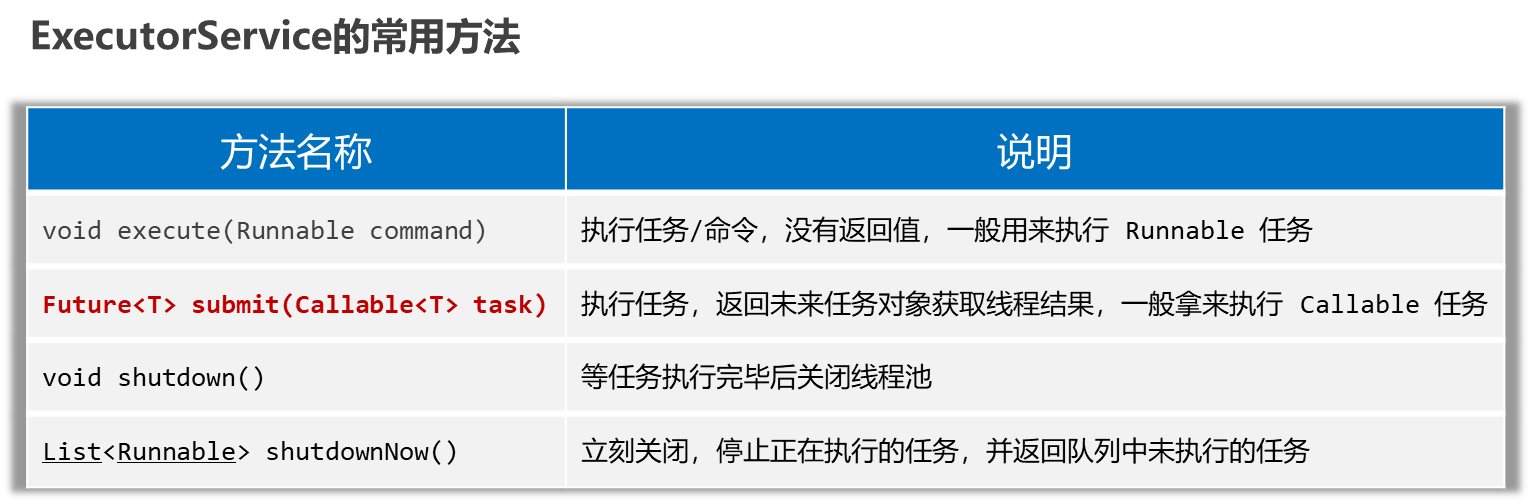 ExecutorService的常用方法
方法名称
说明
void execute(Runnable command)
执行任务/命令，没有返回值，一般用来执行 Runnable 任务
Future<T> submit(Callable<T> task)
执行任务，返回未来任务对象获取线程结果，一般拿来执行 Callable 任务
void shutdown()
等任务执行完毕后关闭线程池
List<Runnable> shutdownNow()
立刻关闭，停止正在执行的任务，并返回队列中未执行的任务